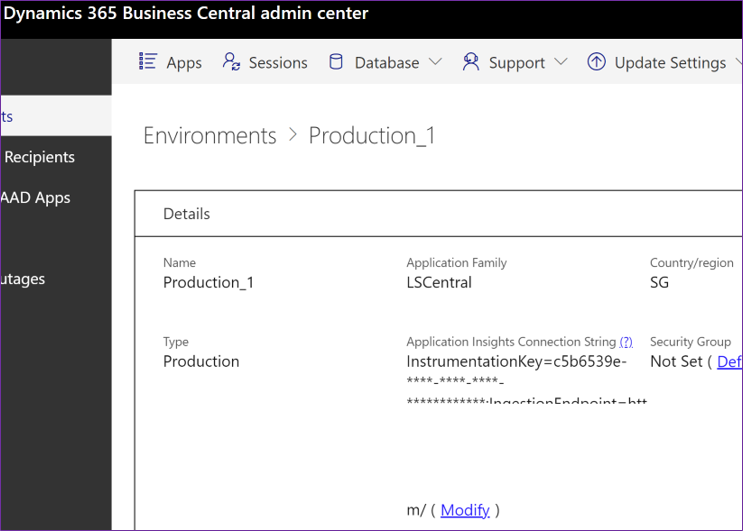 Dynamics 365 Business Central admin center
Apps Sessions Database Support Update Settings
ts
Recipients
AAD Apps
utages
Environments > Production_1
Details
Name Application Family Country/region
Production_1 LSCentral SG
Type Application Insights Connection String (?) Security Group
Production InstrumentationKey=c5b6539e- Not Set ( Def
****-****-****-
************;IngestionEndpoint=htt
m/ ( Modify )